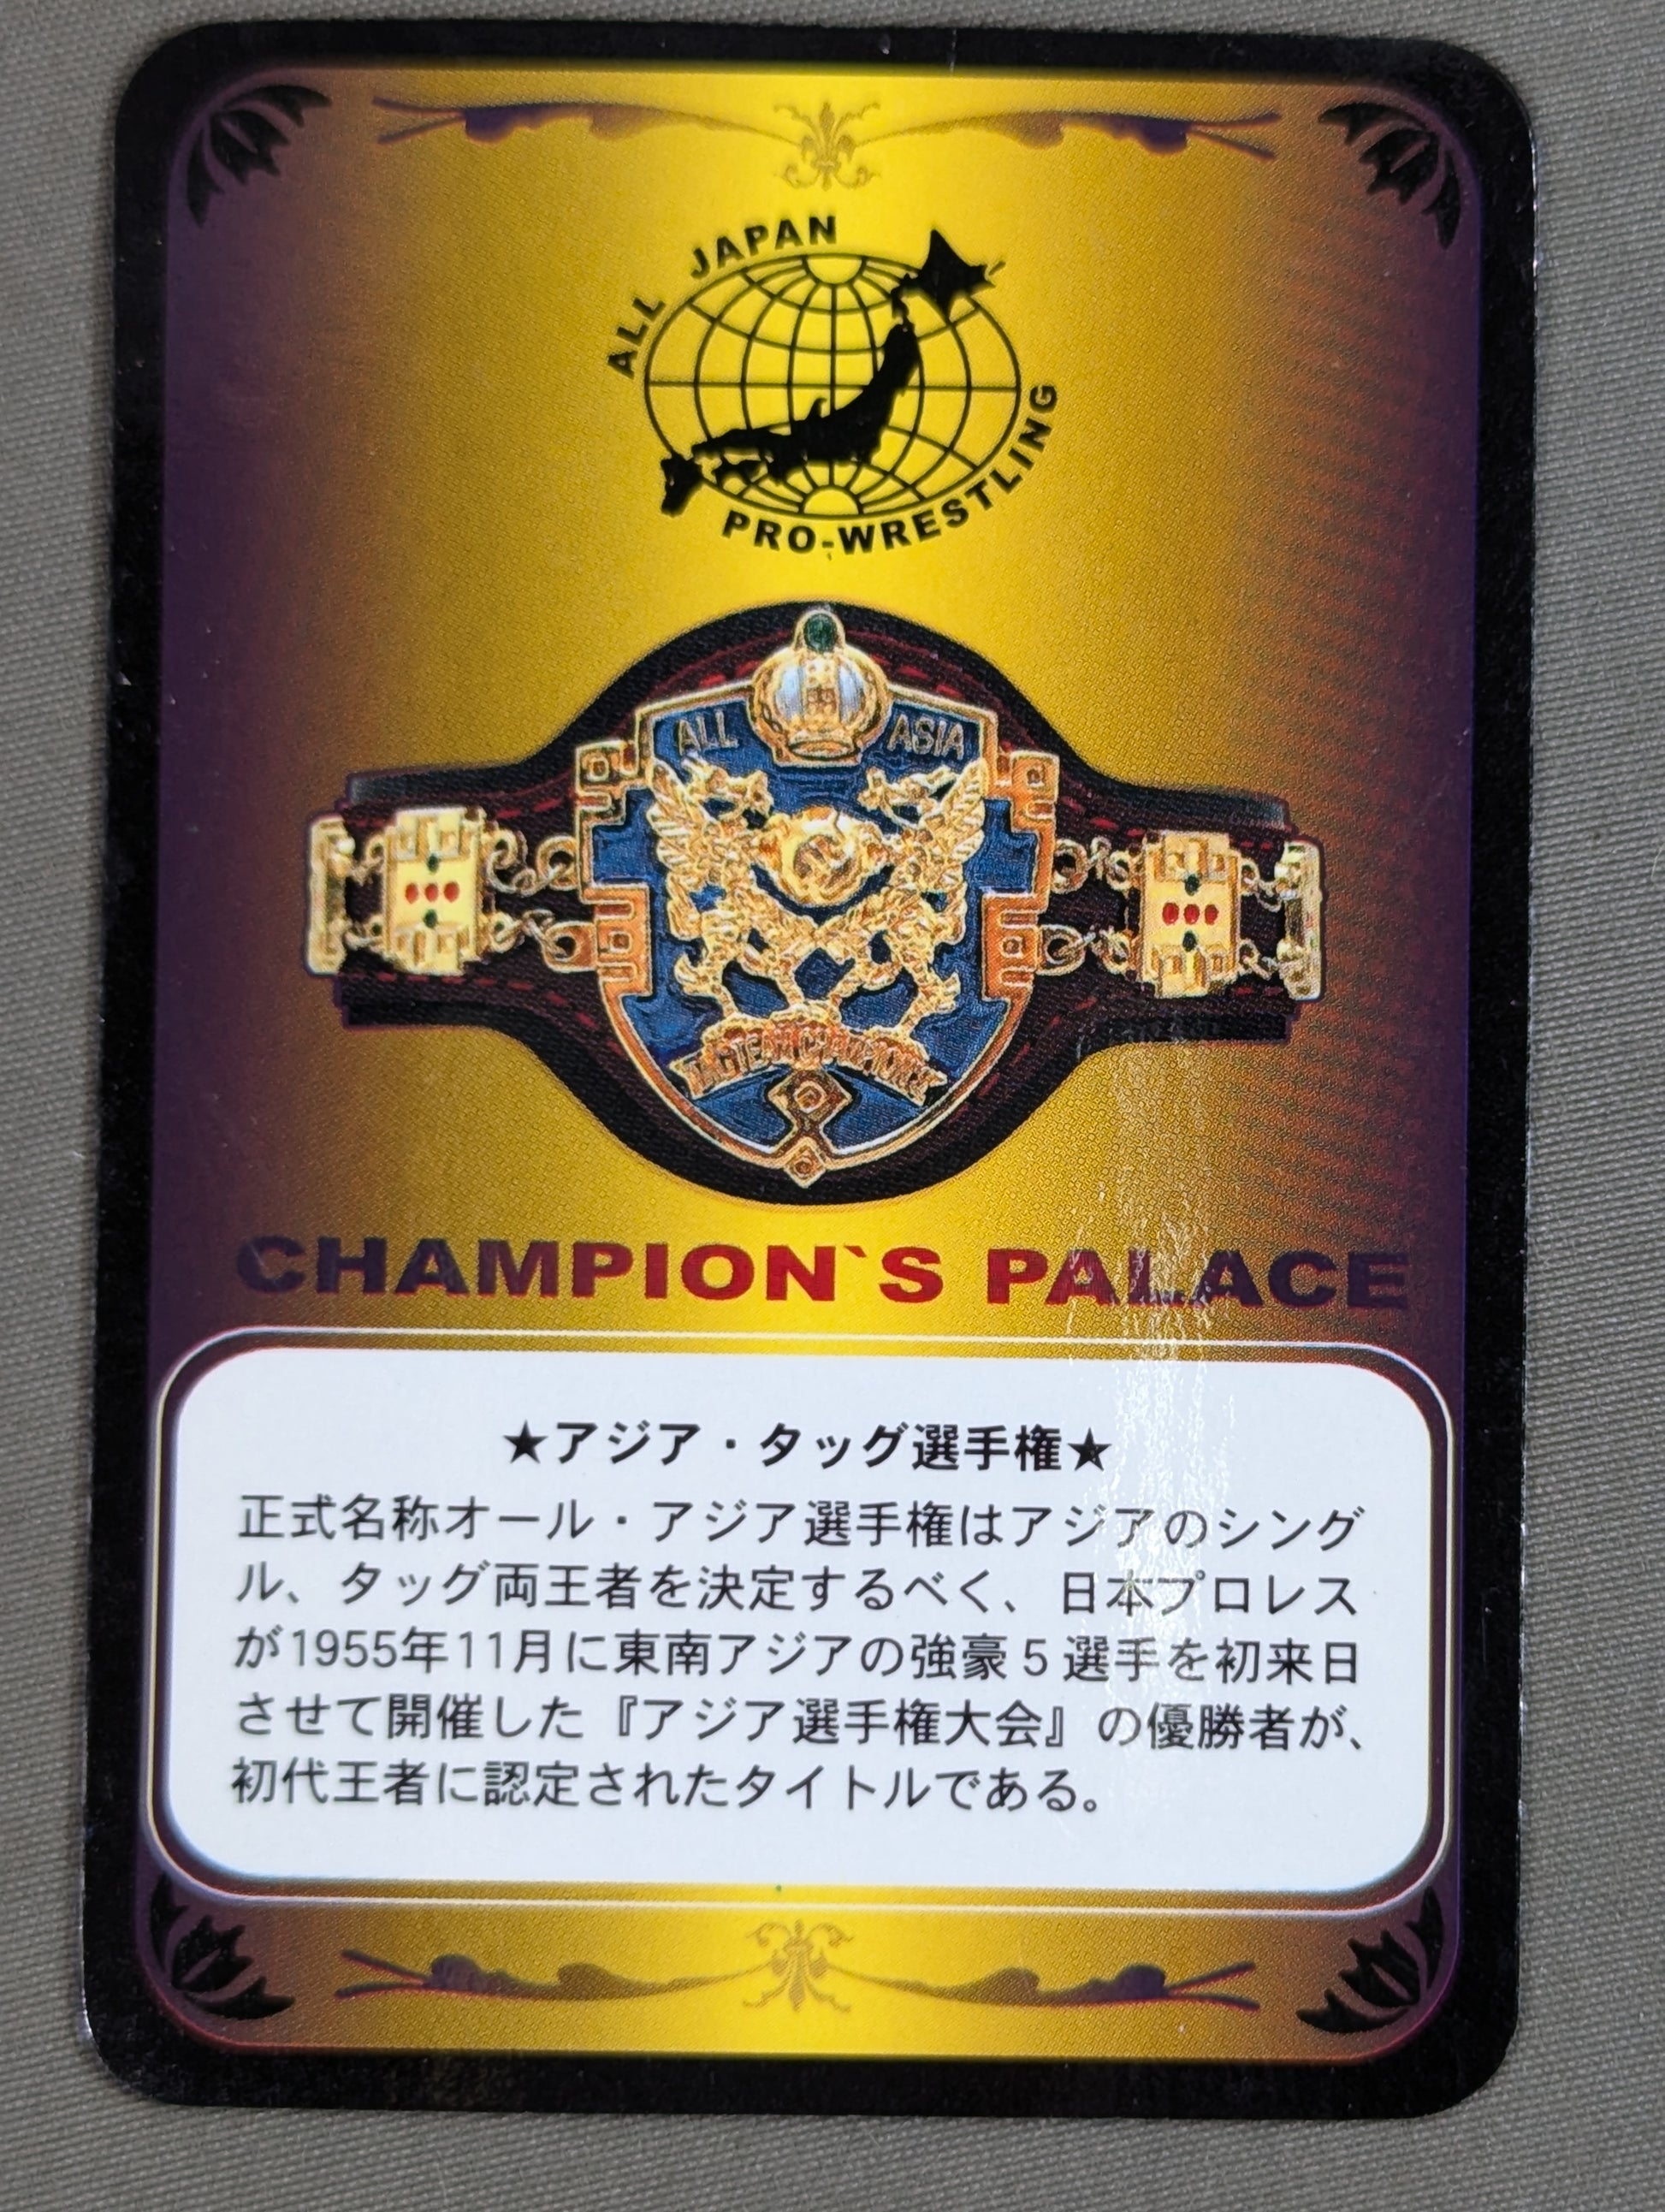 ALL JAPAN
PRO-WRESTLING
ALL ASIA
TAG TEAM CHAMPIONS
CHAMPION`S PALACE
★アジア・タッグ選手権★
正式名称オール・アジア選手権はアジアのシング
ル、タッグ両王者を決定するべく、日本プロレス
が1955年11月に東南アジアの強豪5選手を初来日
させて開催した『アジア選手権大会』の優勝者が、
初代王者に認定されたタイトルである。